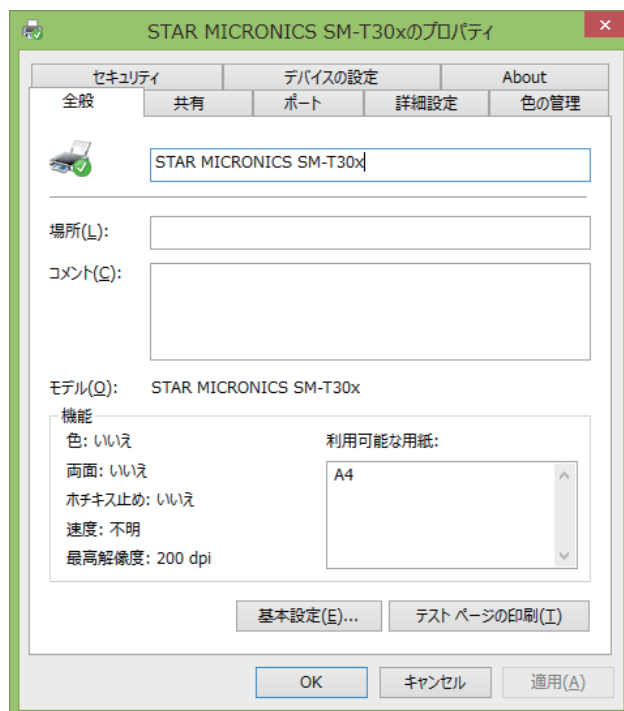 STAR MICRONICS SM-T30xのプロパティ
×
セキュリティ デバイスの設定 About
全般 共有 ポート 詳細設定 色の管理
STAR MICRONICS SM-T30x
場所(L):
コメント(C):
モデル(O): STAR MICRONICS SM-T30x
機能
色: いいえ 利用可能な用紙:
両面: いいえ A4
ホチキス止め: いいえ
速度: 不明
最高解像度: 200 dpi
基本設定(E)... テスト ページの印刷(T)
OK キャンセル 適用(A)